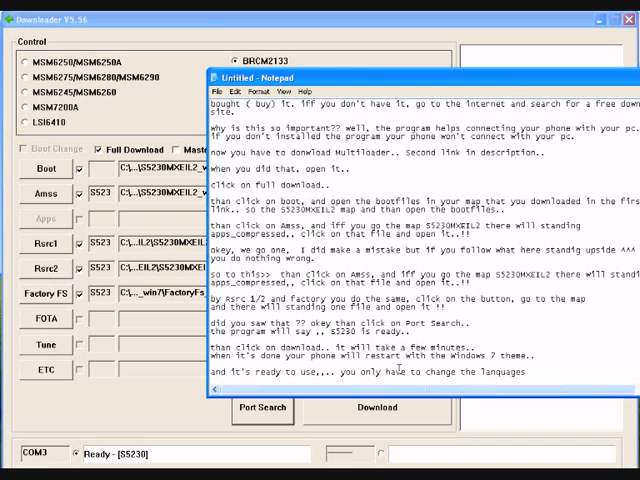 Downloader V5.56
Control
MSM6250/MSM6250A
BRCM2133
MSM6275/MSM6280/MSM6290
MSM6245/MSM6260
MSM7200A
LSI6410
Boot Change
Full Download
Boot
C:\...\S5230MXEIL2_w
Amss
S523
C:\...\S5230MXEIL2_w
Apps
Rsrc1
S523
IL2\S5230MX
Rsrc2
S523
EIL2\S5230M
Factory FS
S523
C:\..._win7\FactoryFs_
FOTA
Tune
ETC
Port Search
Download
COM3
Ready - [S5230]
Untitled - Notepad
File Edit Format View Help
bought ( buy) it. iff you don't have it, go to the internet and search for a free down
site.
why is this so important?? well, the program helps connecting your phone with your pc.
if you don't installed the program your phone won't connect with your pc.
now you have to donwload Multiloader.. Second link in description..
when you did that, open it..
click on full download..
than click on boot, and open the bootfiles in your map that you downloaded in the firs
link.. so the S5230MXEIL2 map and then open the bootfiles..
than click on Amss, and iff you go the map S5230MXEIL2 there will standing
apps_compressed,, click on that file and open it..!!
okey, we go one, I did make a mistake but if you follow what here standig upside ^^^
you do nothing wrong.
so to this>> than click on Amss, and iff you go the map S5230MXEIL2 there will standi
apps_compressed,, click on that file and open it..!!
by Rsrc 1/2 and factory you do the same, click on the button, go to the map
and there will standing one file and open it !!
did you saw that ?? okey than click on Port Search..
the program will say ,, S5230 is ready..
than click on download.. it will take a few minutes..
when it's done your phone will restart with the Windows 7 theme..
and it's ready to use,,.. you only have to change the languages